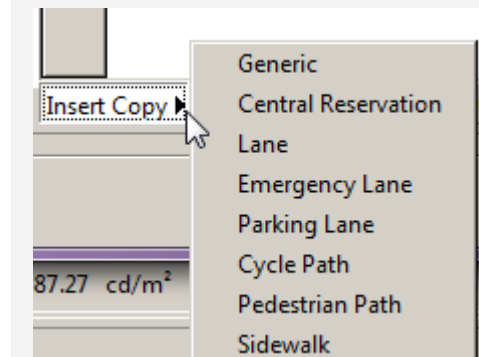 Generic
Insert Copy
Central Reservation
Lane
Emergency Lane
Parking Lane
Cycle Path
87.27 cd/m²
Pedestrian Path
Sidewalk